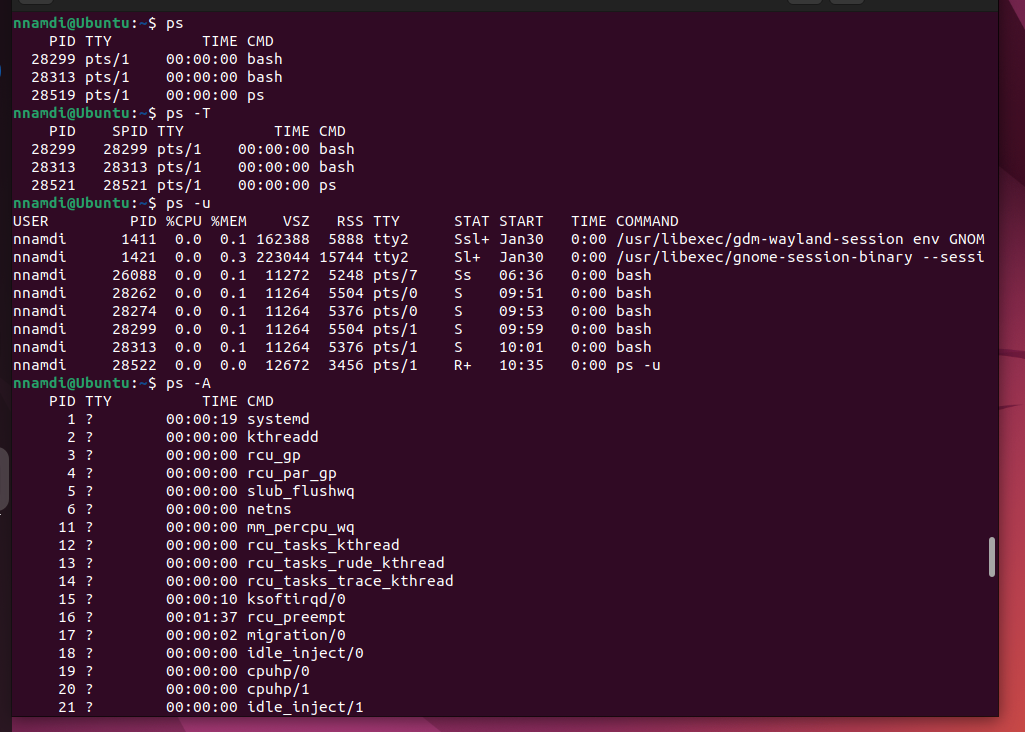 nnamdi@Ubuntu:~$ ps
    PID TTY          TIME CMD
  28299 pts/1    00:00:00 bash
  28313 pts/1    00:00:00 bash
  28519 pts/1    00:00:00 ps
nnamdi@Ubuntu:~$ ps -T
    PID    SPID TTY          TIME CMD
  28299   28299 pts/1    00:00:00 bash
  28313   28313 pts/1    00:00:00 bash
  28521   28521 pts/1    00:00:00 ps
nnamdi@Ubuntu:~$ ps -u
USER         PID %CPU %MEM    VSZ   RSS TTY      STAT START   TIME COMMAND
nnamdi      1411  0.0  0.1 162388  5888 tty2     Ssl+ Jan30   0:00 /usr/libexec/gdm-wayland-session env GNOM
nnamdi      1421  0.0  0.3 223044 15744 tty2     Sl+  Jan30   0:00 /usr/libexec/gnome-session-binary --sessi
nnamdi     26088  0.0  0.1  11272  5248 pts/7    Ss   06:36   0:00 bash
nnamdi     28262  0.0  0.1  11264  5504 pts/0    S    09:51   0:00 bash
nnamdi     28274  0.0  0.1  11264  5376 pts/0    S    09:53   0:00 bash
nnamdi     28299  0.0  0.1  11264  5504 pts/1    S    09:59   0:00 bash
nnamdi     28313  0.0  0.1  11264  5376 pts/1    S    10:01   0:00 bash
nnamdi     28522  0.0  0.0  12672  3456 pts/1    R+   10:35   0:00 ps -u
nnamdi@Ubuntu:~$ ps -A
    PID TTY          TIME CMD
      1 ?        00:00:19 systemd
      2 ?        00:00:00 kthreadd
      3 ?        00:00:00 rcu_gp
      4 ?        00:00:00 rcu_par_gp
      5 ?        00:00:00 slub_flushwq
      6 ?        00:00:00 netns
     11 ?        00:00:00 mm_percpu_wq
     12 ?        00:00:00 rcu_tasks_kthread
     13 ?        00:00:00 rcu_tasks_rude_kthread
     14 ?        00:00:00 rcu_tasks_trace_kthread
     15 ?        00:00:10 ksoftirqd/0
     16 ?        00:01:37 rcu_preempt
     17 ?        00:00:02 migration/0
     18 ?        00:00:00 idle_inject/0
     19 ?        00:00:00 cpuhp/0
     20 ?        00:00:00 cpuhp/1
     21 ?        00:00:00 idle_inject/1